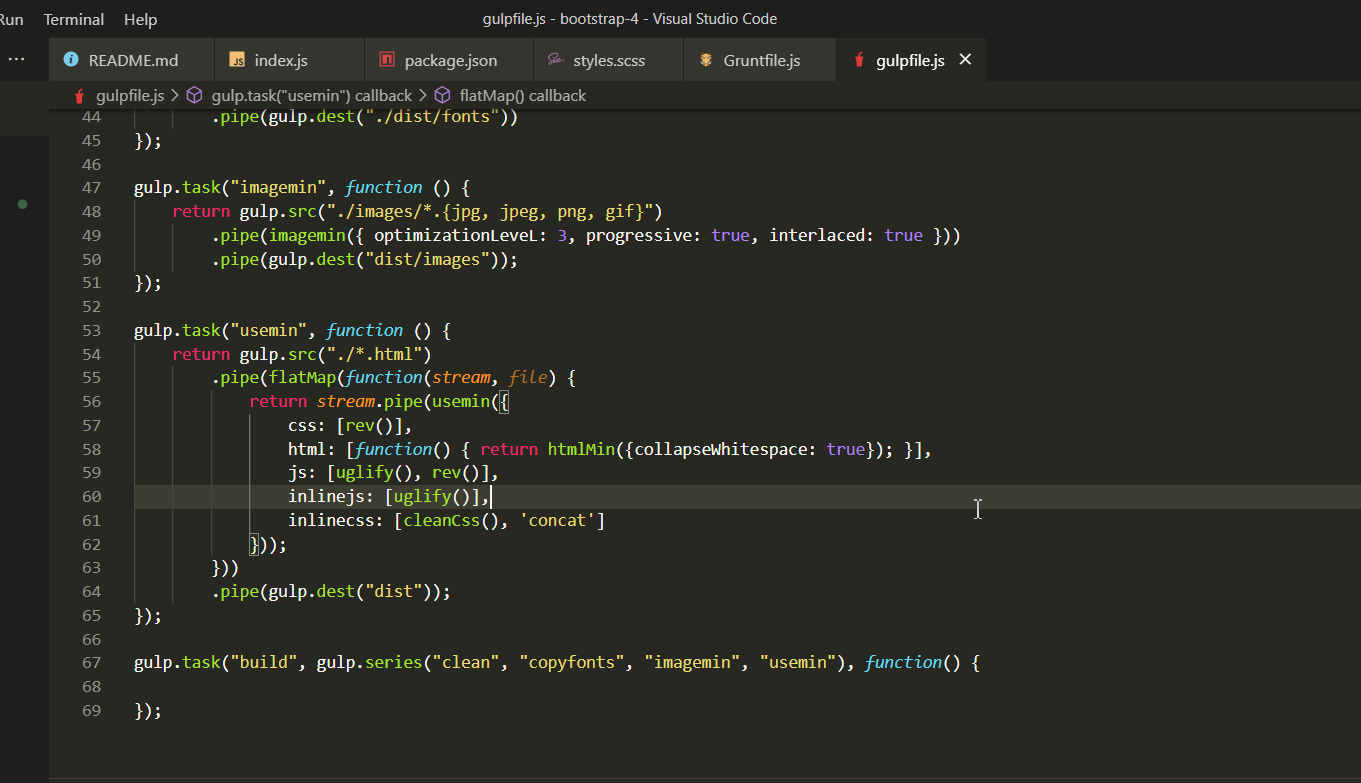 Run Terminal Help gulpfile.js - bootstrap-4 - Visual Studio Code
··· README.md JS index.js package.json styles.scss Gruntfile.js gulpfile.js
gulpfile.js > gulp.task("usemin") callback > flatMap() callback
44 .pipe(gulp.dest("./dist/fonts"))
45 });
46
47 gulp.task("imagemin", function () {
48 return gulp.src("./images/*.{jpg, jpeg, png, gif}")
49 .pipe(imagemin({ optimizationLeveL: 3, progressive: true, interlaced: true }))
50 .pipe(gulp.dest("dist/images"));
51 });
52
53 gulp.task("usemin", function () {
54 return gulp.src("./*.html")
55 .pipe(flatMap(function(stream, file) {
56 return stream.pipe(usemin({
57 css: [rev()],
58 html: [function() { return htmlMin({collapseWhitespace: true}); }],
59 js: [uglify(), rev()],
60 inlinejs: [uglify()],
61 inlinecss: [cleanCss(), 'concat']
62 }));
63 }))
64 .pipe(gulp.dest("dist"));
65 });
66
67 gulp.task("build", gulp.series("clean", "copyfonts", "imagemin", "usemin"), function() {
68
69 });